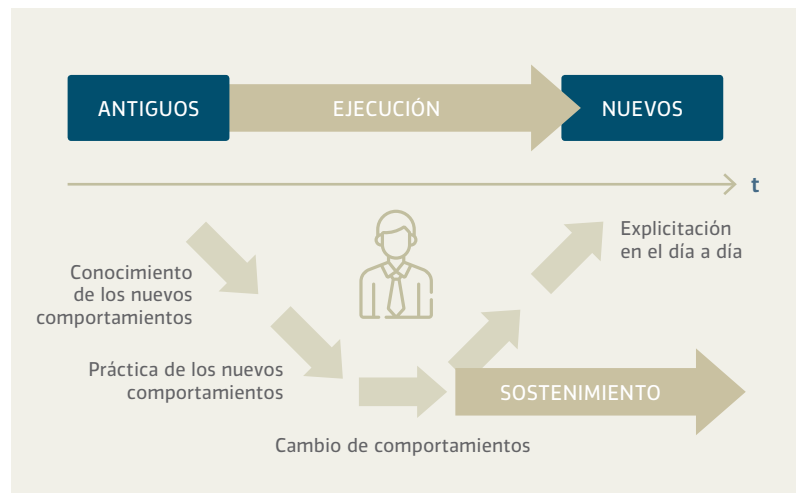 ANTIGUOS
EJECUCIÓN
NUEVOS
t
Explicitación
en el día a día
Conocimiento
de los nuevos
comportamientos
Práctica de los nuevos
comportamientos
SOSTENIMIENTO
Cambio de comportamientos